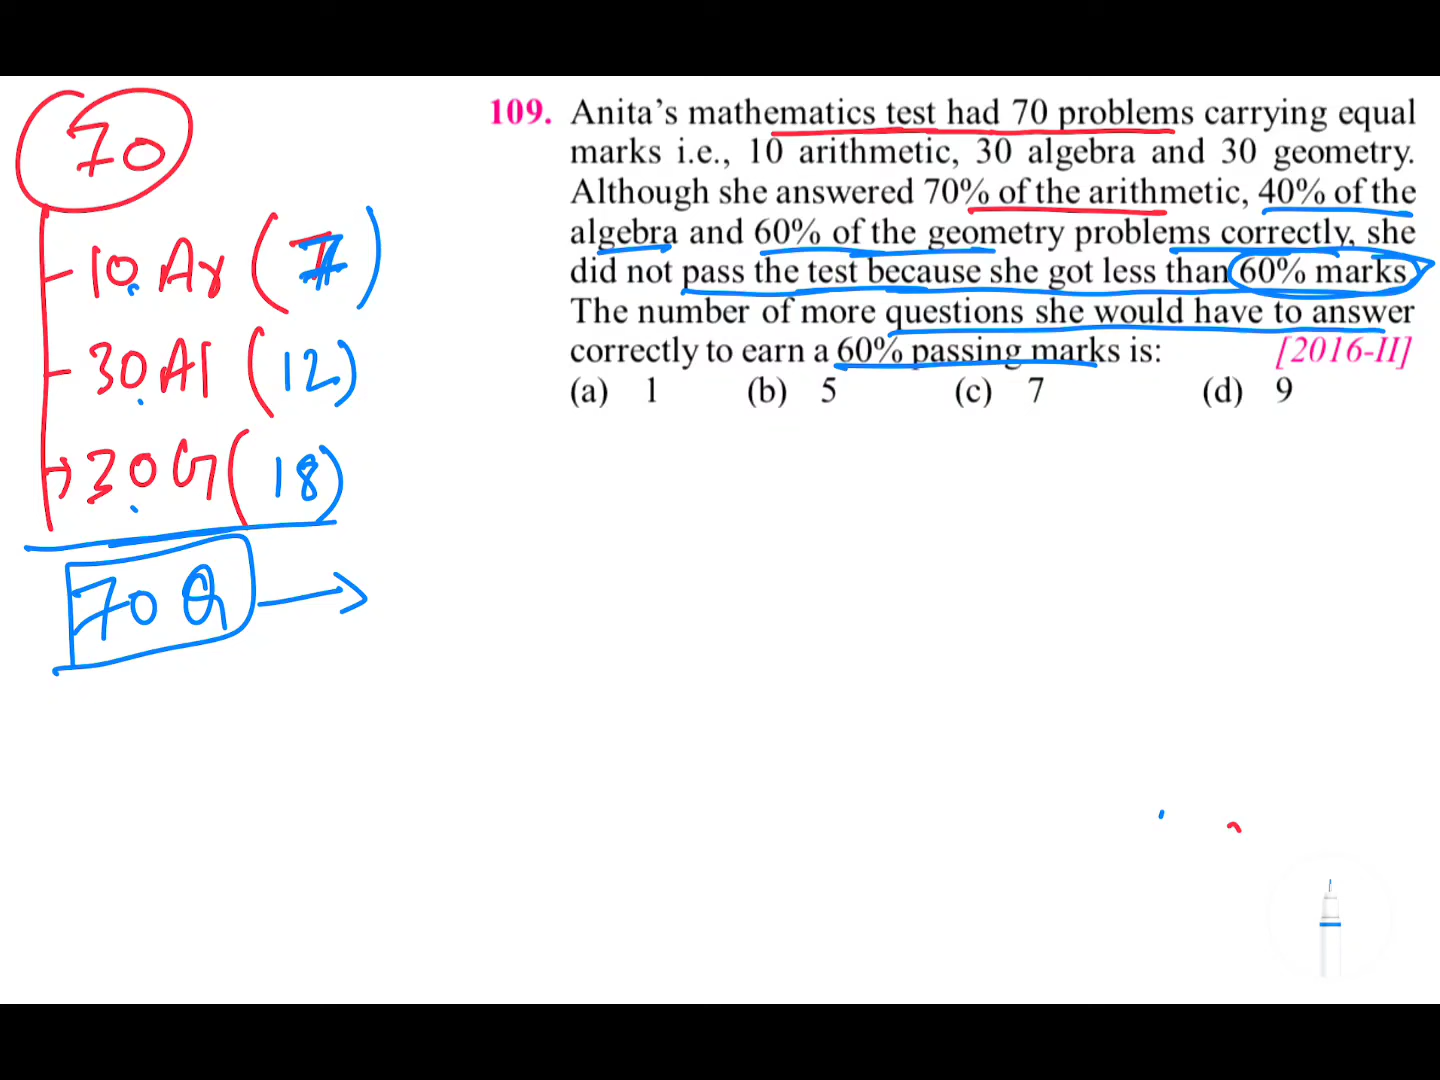 70
10 Ar (7)
30 Al (12)
30 G (18)
70 Q
109. Anita's mathematics test had 70 problems carrying equal
marks i.e., 10 arithmetic, 30 algebra and 30 geometry.
Although she answered 70% of the arithmetic, 40% of the
algebra and 60% of the geometry problems correctly, she
did not pass the test because she got less than 60% marks
The number of more questions she would have to answer
correctly to earn a 60% passing marks is: [2016-II]
(a) 1 (b) 5 (c) 7 (d) 9